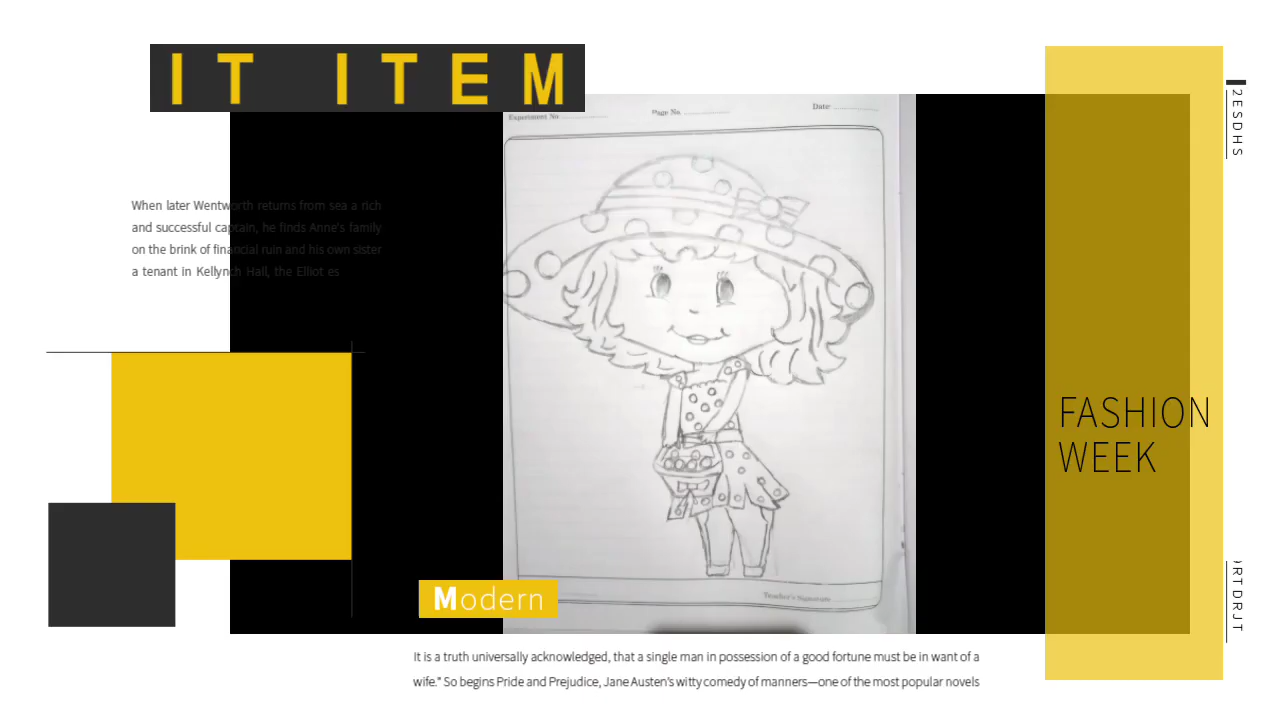 IT ITEM
Experiment No
Page No.
Date
When later Wentworth returns from sea a rich
and successful captain, he finds Anne's family
on the brink of financial ruin and his own sister
a tenant in Kellynch Hall, the Elliot es
2ESDHS
FASHION
WEEK
RTDRJT
Modern
Teacher's Signature
It is a truth universally acknowledged, that a single man in possession of a good fortune must be in want of a
wife.” So begins Pride and Prejudice, Jane Austen's witty comedy of manners—one of the most popular novels